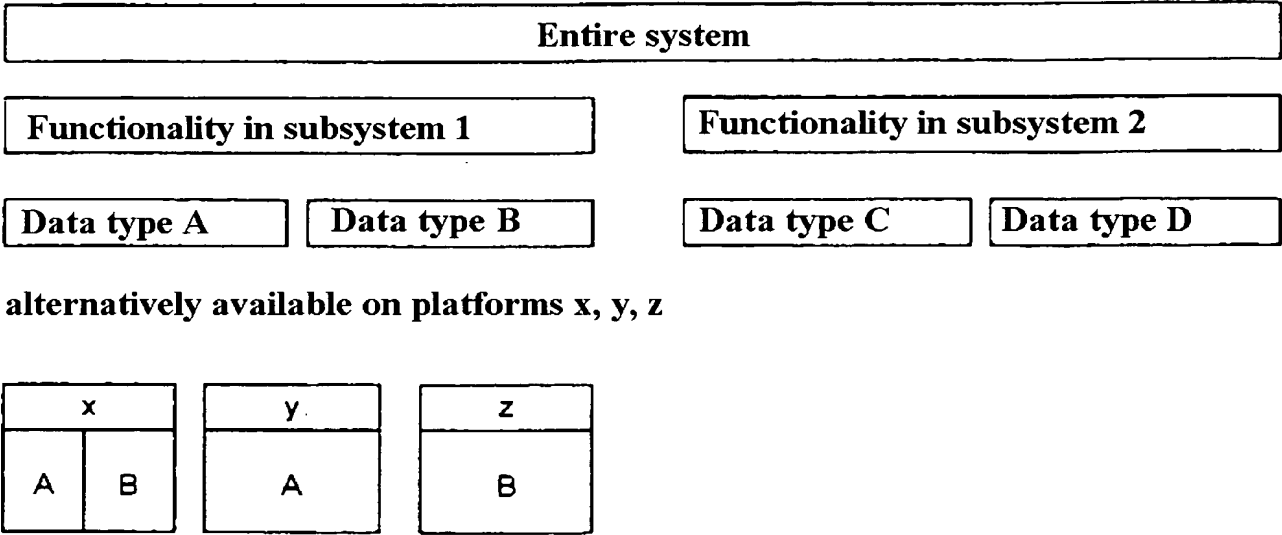 Entire system
Functionality in subsystem 1 Functionality in subsystem 2
Data type A Data type B Data type C Data type D
alternatively available on platforms x, y, z
x y z
A B A B